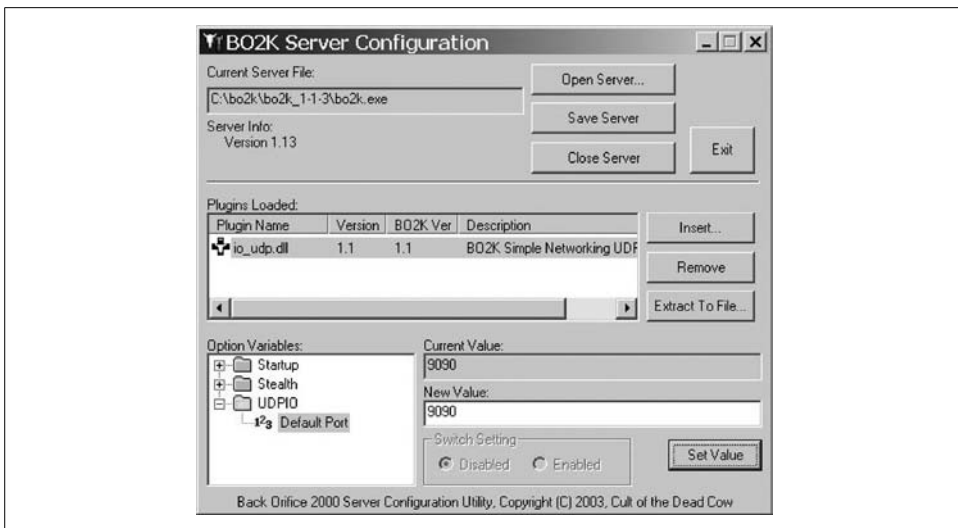 BO2K Server Configuration
Current Server File:
Open Server...
C:\bo2k\bo2k_1-1-3\bo2k.exe
Save Server
Server Info:
Version 1.13
Close Server
Exit
Plugins Loaded:
Plugin Name Version BO2K Ver Description
Insert...
io_udp.dll 1.1 1.1 BO2K Simple Networking UDP
Remove
Extract To File...
Option Variables:
Current Value:
Startup
9090
Stealth
New Value:
UDPIO
9090
123 Default Port
Switch Setting
Disabled Enabled
Set Value
Back Orifice 2000 Server Configuration Utility, Copyright (C) 2003, Cult of the Dead Cow